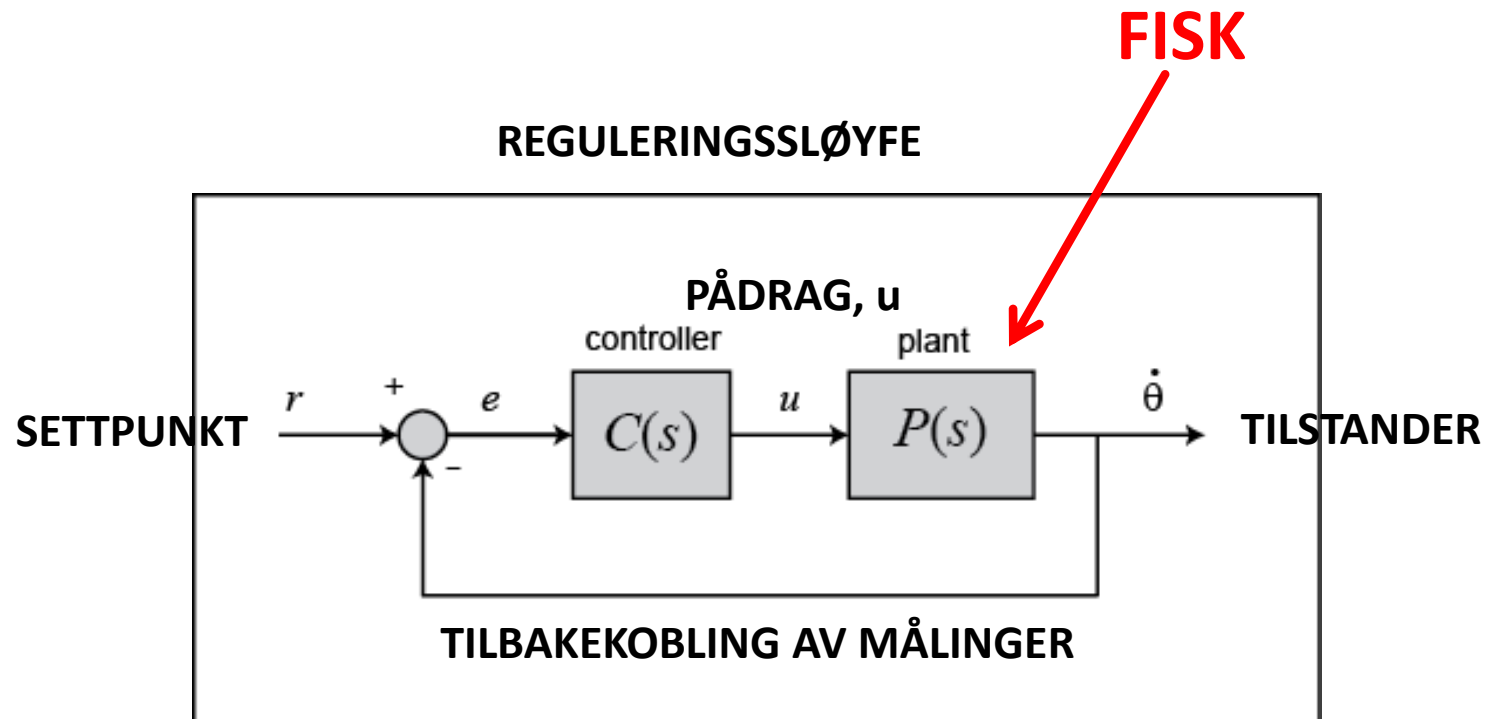 FISK
REGULERINGSSLØYFE
PÅDRAG, u
controller
plant
SETTPUNKT
r
+
−
e
C(s)
u
P(s)
θ̇
TILSTANDER
TILBAKEKOBLING AV MÅLINGER